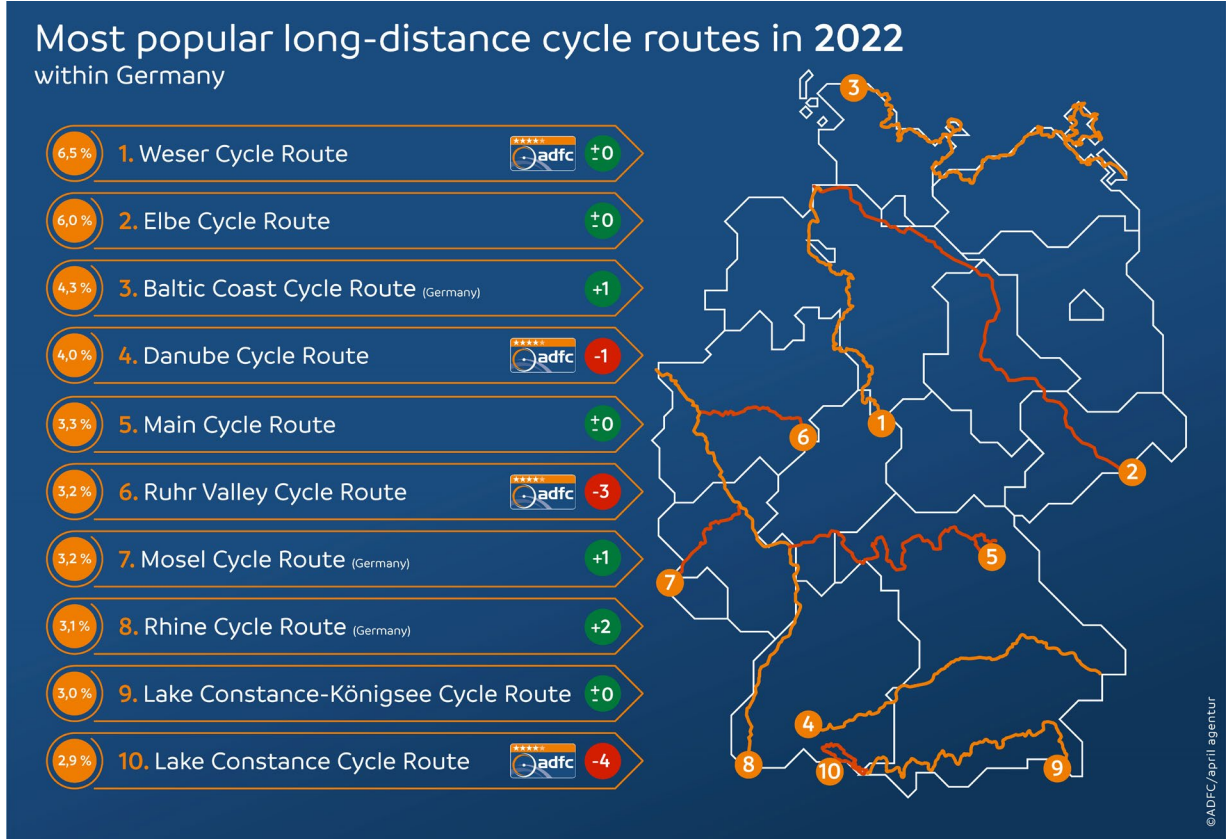 Most popular long-distance cycle routes in 2022
within Germany
6,5 % 1. Weser Cycle Route adfc ±0
6,0 % 2. Elbe Cycle Route ±0
4,3 % 3. Baltic Coast Cycle Route (Germany) +1
4,0 % 4. Danube Cycle Route adfc -1
3,3 % 5. Main Cycle Route ±0
3,2 % 6. Ruhr Valley Cycle Route adfc -3
3,2 % 7. Mosel Cycle Route (Germany) +1
3,1 % 8. Rhine Cycle Route (Germany) +2
3,0 % 9. Lake Constance-Königsee Cycle Route ±0
2,9 % 10. Lake Constance Cycle Route adfc -4
3
1
6
2
5
7
4
8
10
9
©ADFC/april agentur